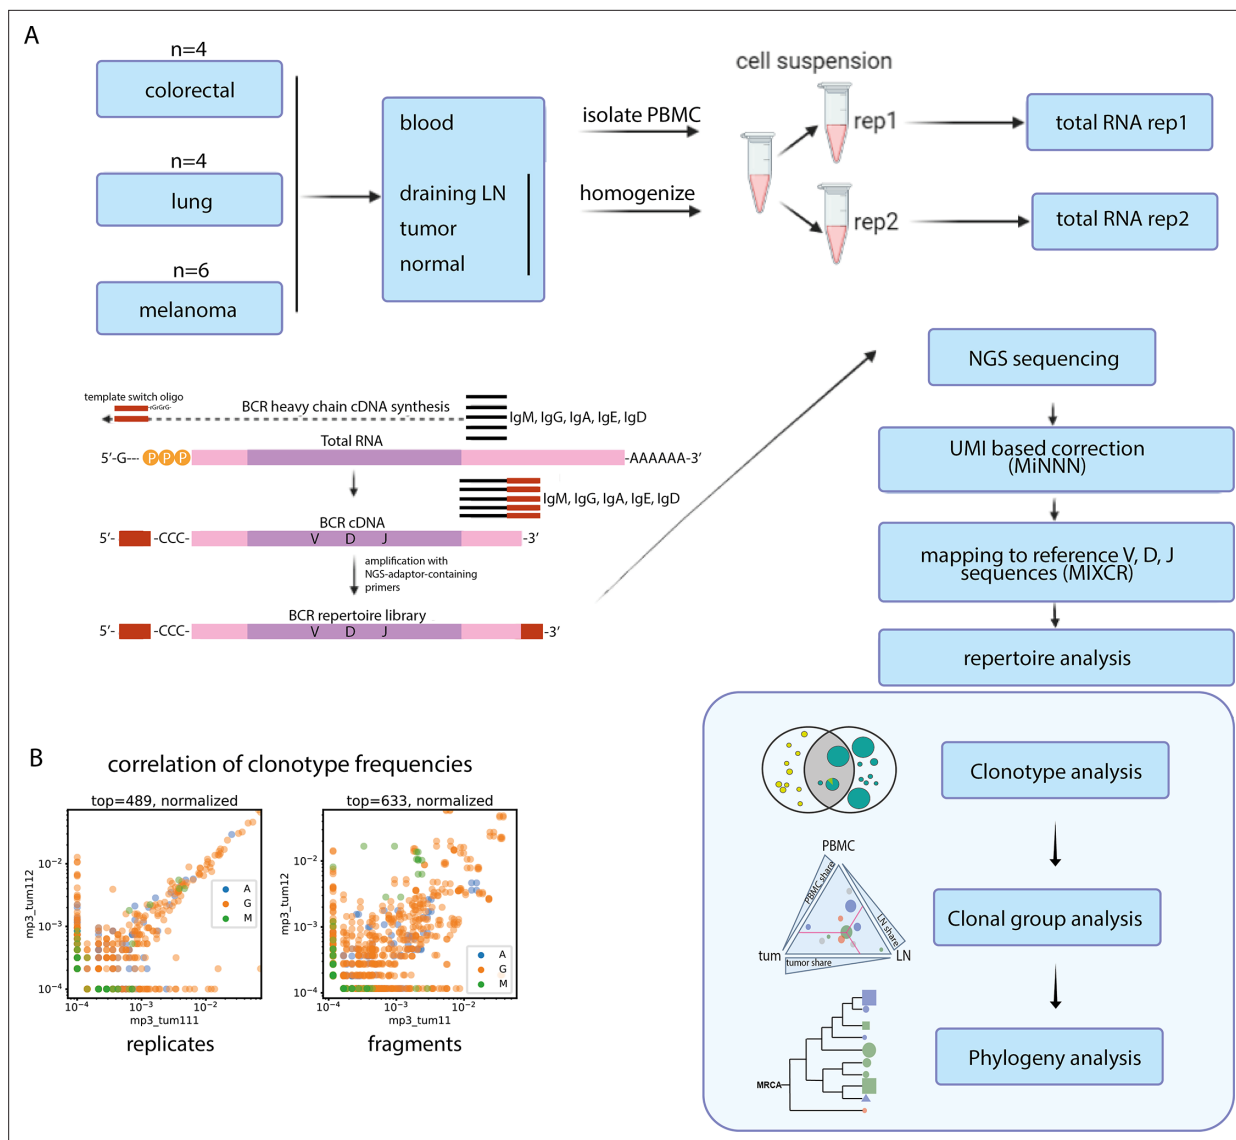 A
n=4
colorectal
n=4
lung
n=6
melanoma
blood
draining LN
tumor
normal
isolate PBMC
homogenize
cell suspension
rep1
rep2
total RNA rep1
total RNA rep2
template switch oligo
-rGrGrG-
BCR heavy chain cDNA synthesis
IgM, IgG, IgA, IgE, IgD
Total RNA
5'-G--- P P P -AAAAAA-3'
IgM, IgG, IgA, IgE, IgD
BCR cDNA
5'- -CCC- V D J -3'
amplification with
NGS-adaptor-containing
primers
BCR repertoire library
5'- -CCC- V D J -3'
NGS sequencing
UMI based correction
(MiNNN)
mapping to reference V, D, J
sequences (MIXCR)
repertoire analysis
Clonotype analysis
PBMC
PBMC share
LN share
tum
tumor share
LN
Clonal group analysis
MRCA
Phylogeny analysis
B
correlation of clonotype frequencies
top=489, normalized
mp3_tum112
10⁻²
10⁻³
10⁻⁴
A
G
M
10⁻⁴ 10⁻³ 10⁻²
mp3_tum111
replicates
top=633, normalized
mp3_tum12
10⁻²
10⁻³
10⁻⁴
A
G
M
10⁻⁴ 10⁻³ 10⁻²
mp3_tum11
fragments